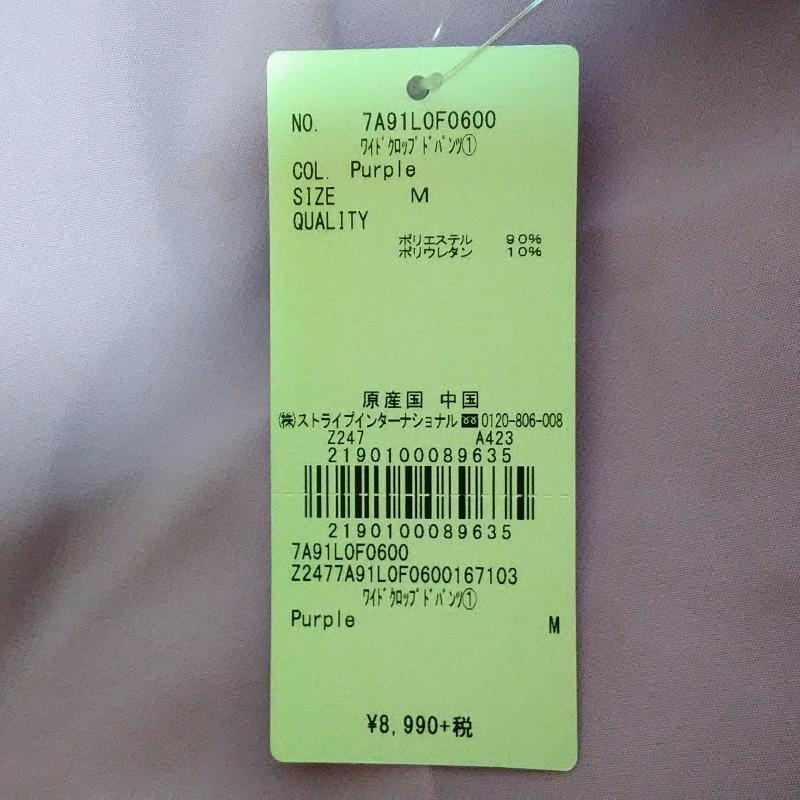 NO. 7A91L0F0600
ﾜｲﾄﾞｸﾛｯﾌﾟﾄﾞﾊﾟﾝﾂ①
COL. Purple
SIZE M
QUALITY
ポリエステル 90%
ポリウレタン 10%
原産国 中国
㈱ストライプインターナショナル 0120-806-008
Z247 A423
2190100089635
2190100089635
7A91L0F0600
Z2477A91L0F0600167103
ﾜｲﾄﾞｸﾛｯﾌﾟﾄﾞﾊﾟﾝﾂ①
Purple M
¥8,990+税